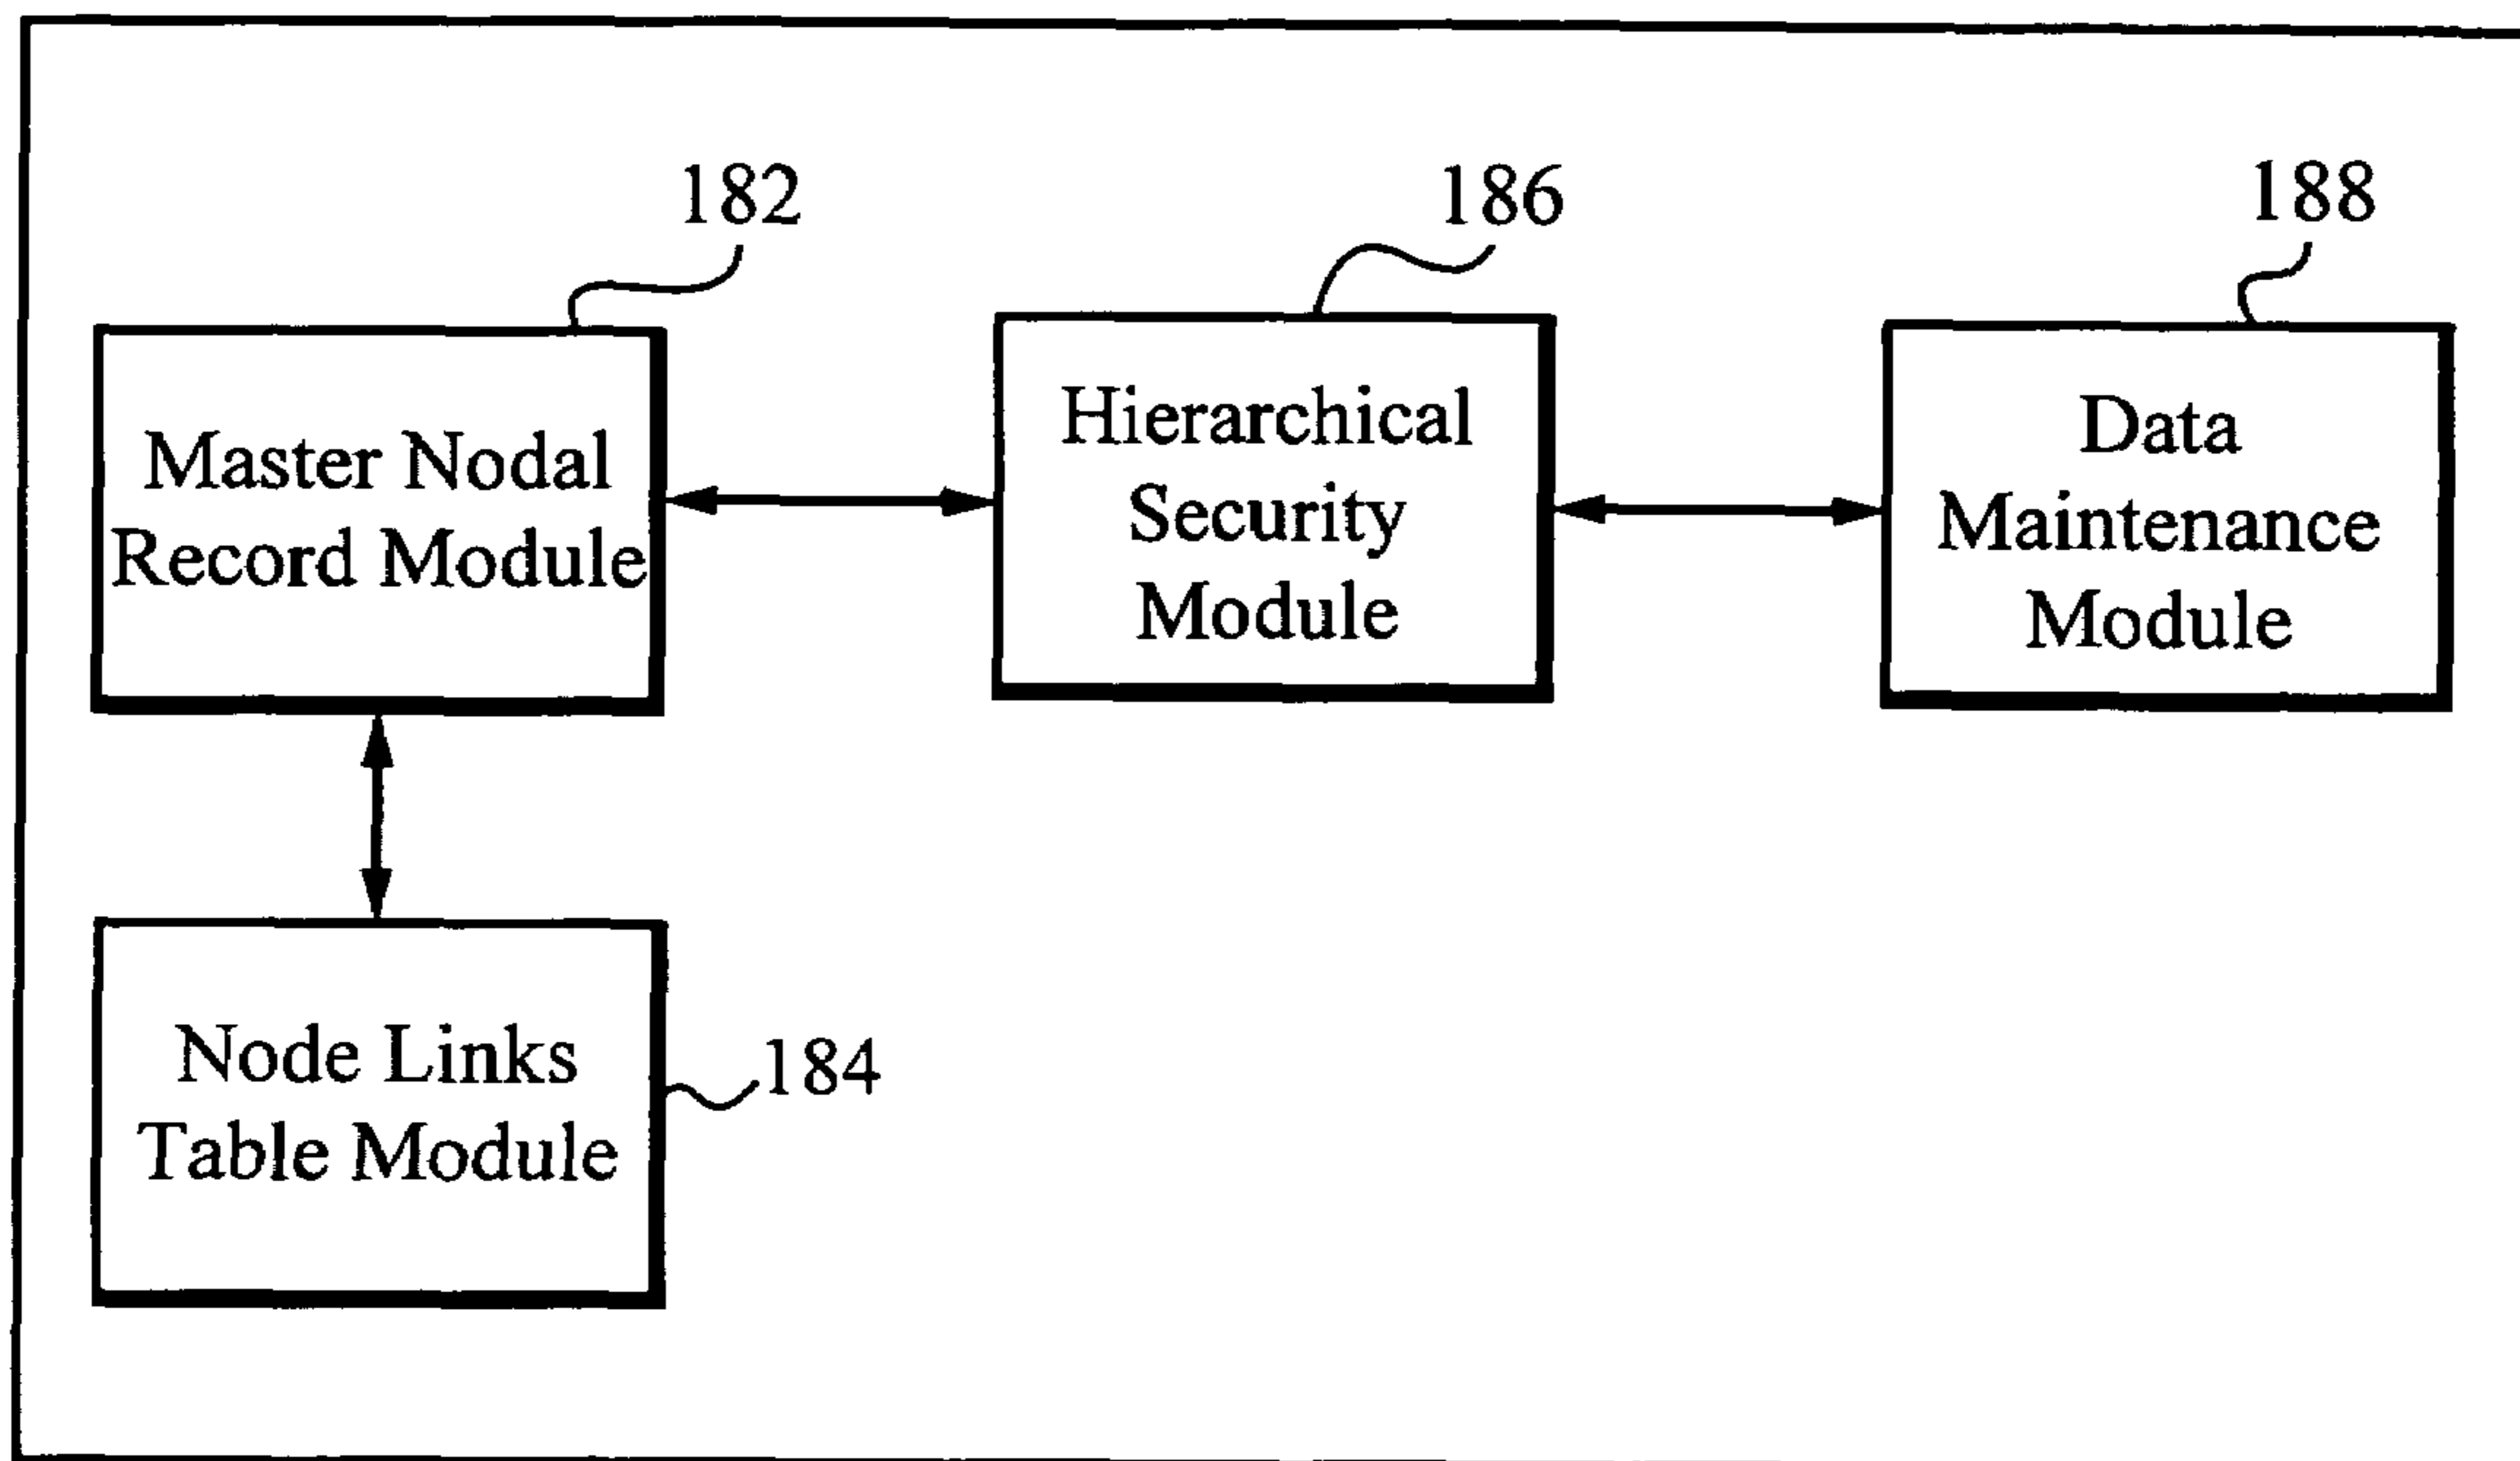 182
186
188
Master Nodal
Record Module
Hierarchical
Security
Module
Data
Maintenance
Module
Node Links
Table Module
184